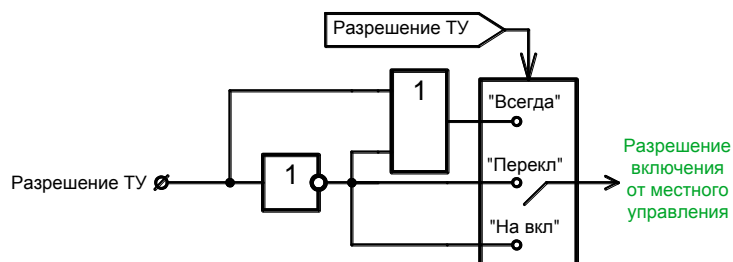 Разрешение ТУ
1
"Всегда"
Разрешение ТУ
1
"Перекл"
"На вкл"
Разрешение
включения
от местного
управления